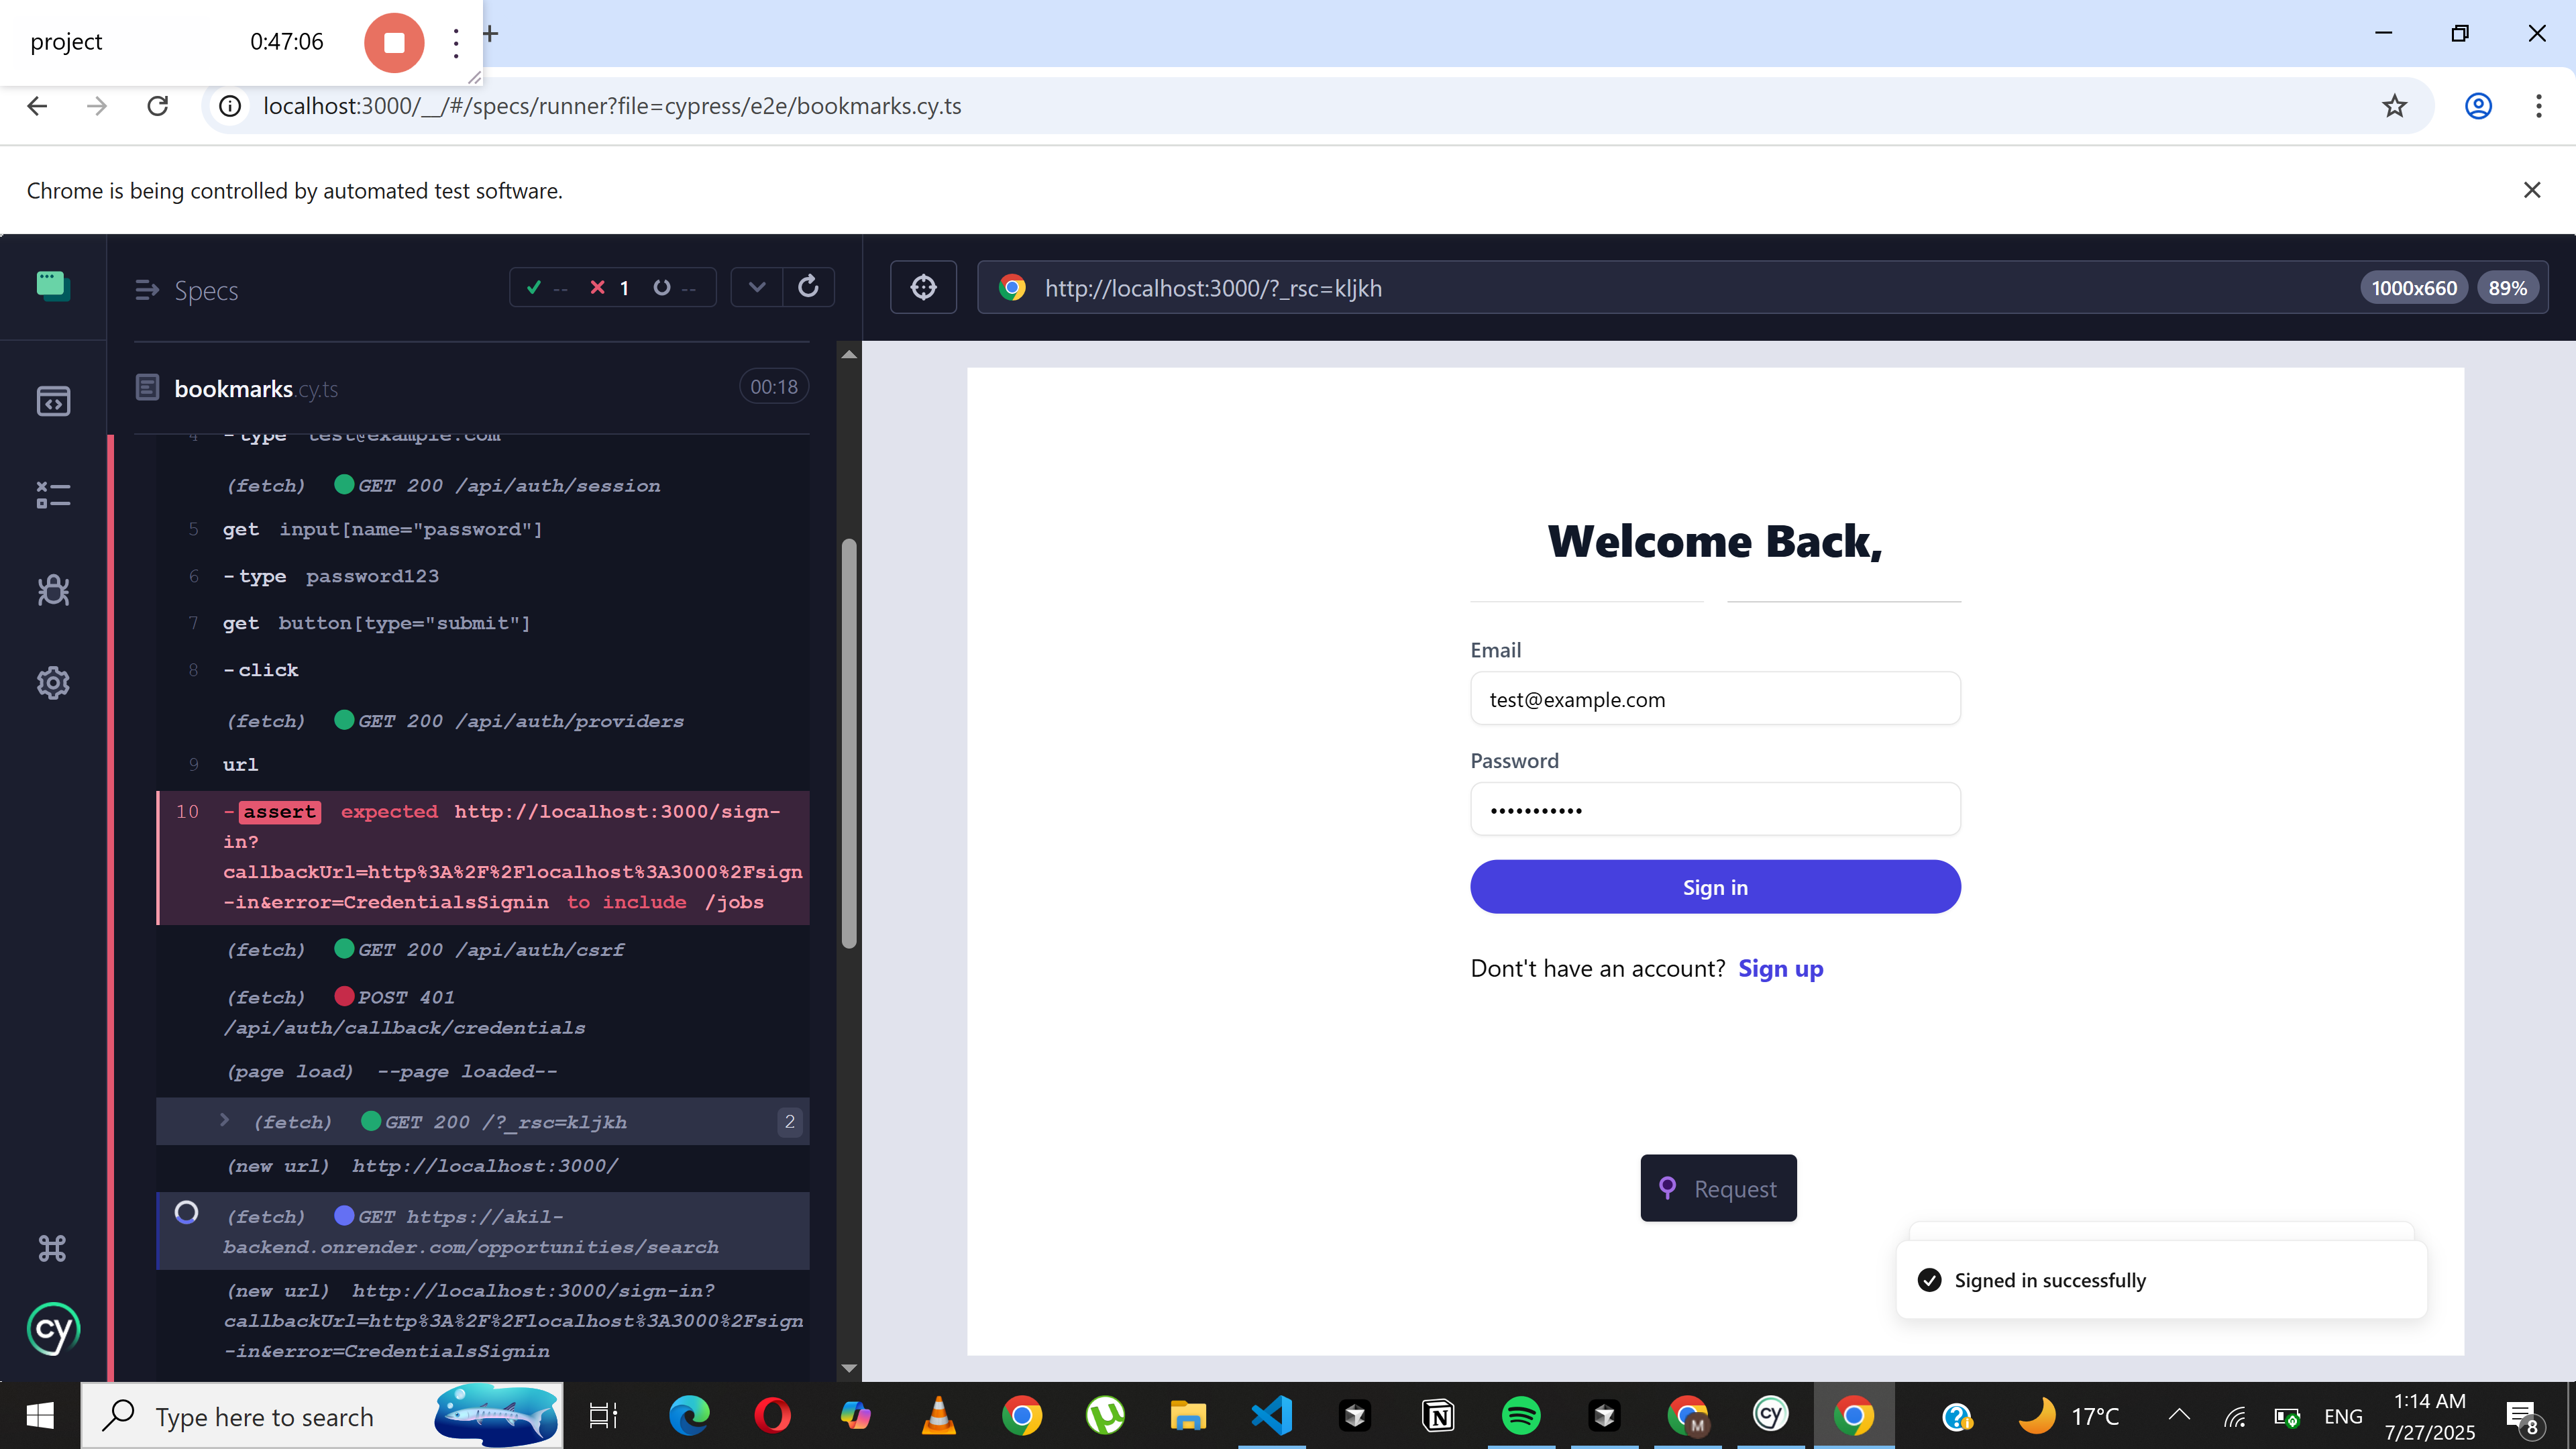 project
0:47:06
localhost:3000/__/#/specs/runner?file=cypress/e2e/bookmarks.cy.ts
Chrome is being controlled by automated test software.
Specs
-- 1 --
http://localhost:3000/?_rsc=kljkh
1000x660
89%
bookmarks.cy.ts
00:18
4 -type test@example.com
(fetch) GET 200 /api/auth/session
5 get input[name="password"]
6 -type password123
7 get button[type="submit"]
8 -click
(fetch) GET 200 /api/auth/providers
9 url
10 -assert expected http://localhost:3000/sign-
in?
callbackUrl=http%3A%2F%2Flocalhost%3A3000%2Fsign
-in&error=CredentialsSignin to include /jobs
(fetch) GET 200 /api/auth/csrf
(fetch) POST 401
/api/auth/callback/credentials
(page load) --page loaded--
(fetch) GET 200 /?_rsc=kljkh 2
(new url) http://localhost:3000/
(fetch) GET https://akil-
backend.onrender.com/opportunities/search
(new url) http://localhost:3000/sign-in?
callbackUrl=http%3A%2F%2Flocalhost%3A3000%2Fsign
-in&error=CredentialsSignin
cy
Welcome Back,
Email
test@example.com
Password
•••••••••••
Sign in
Dont't have an account? Sign up
Request
Signed in successfully
Type here to search
17°C
ENG
1:14 AM
7/27/2025
8